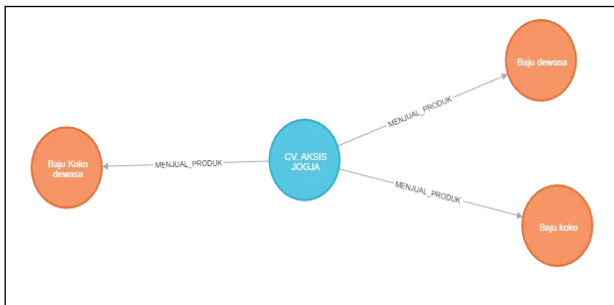 Baju dewasa
MENJUAL_PRODUK
CV. AKSIS
JOGJA
MENJUAL_PRODUK
Baju Koko
dewasa
MENJUAL_PRODUK
Baju koko